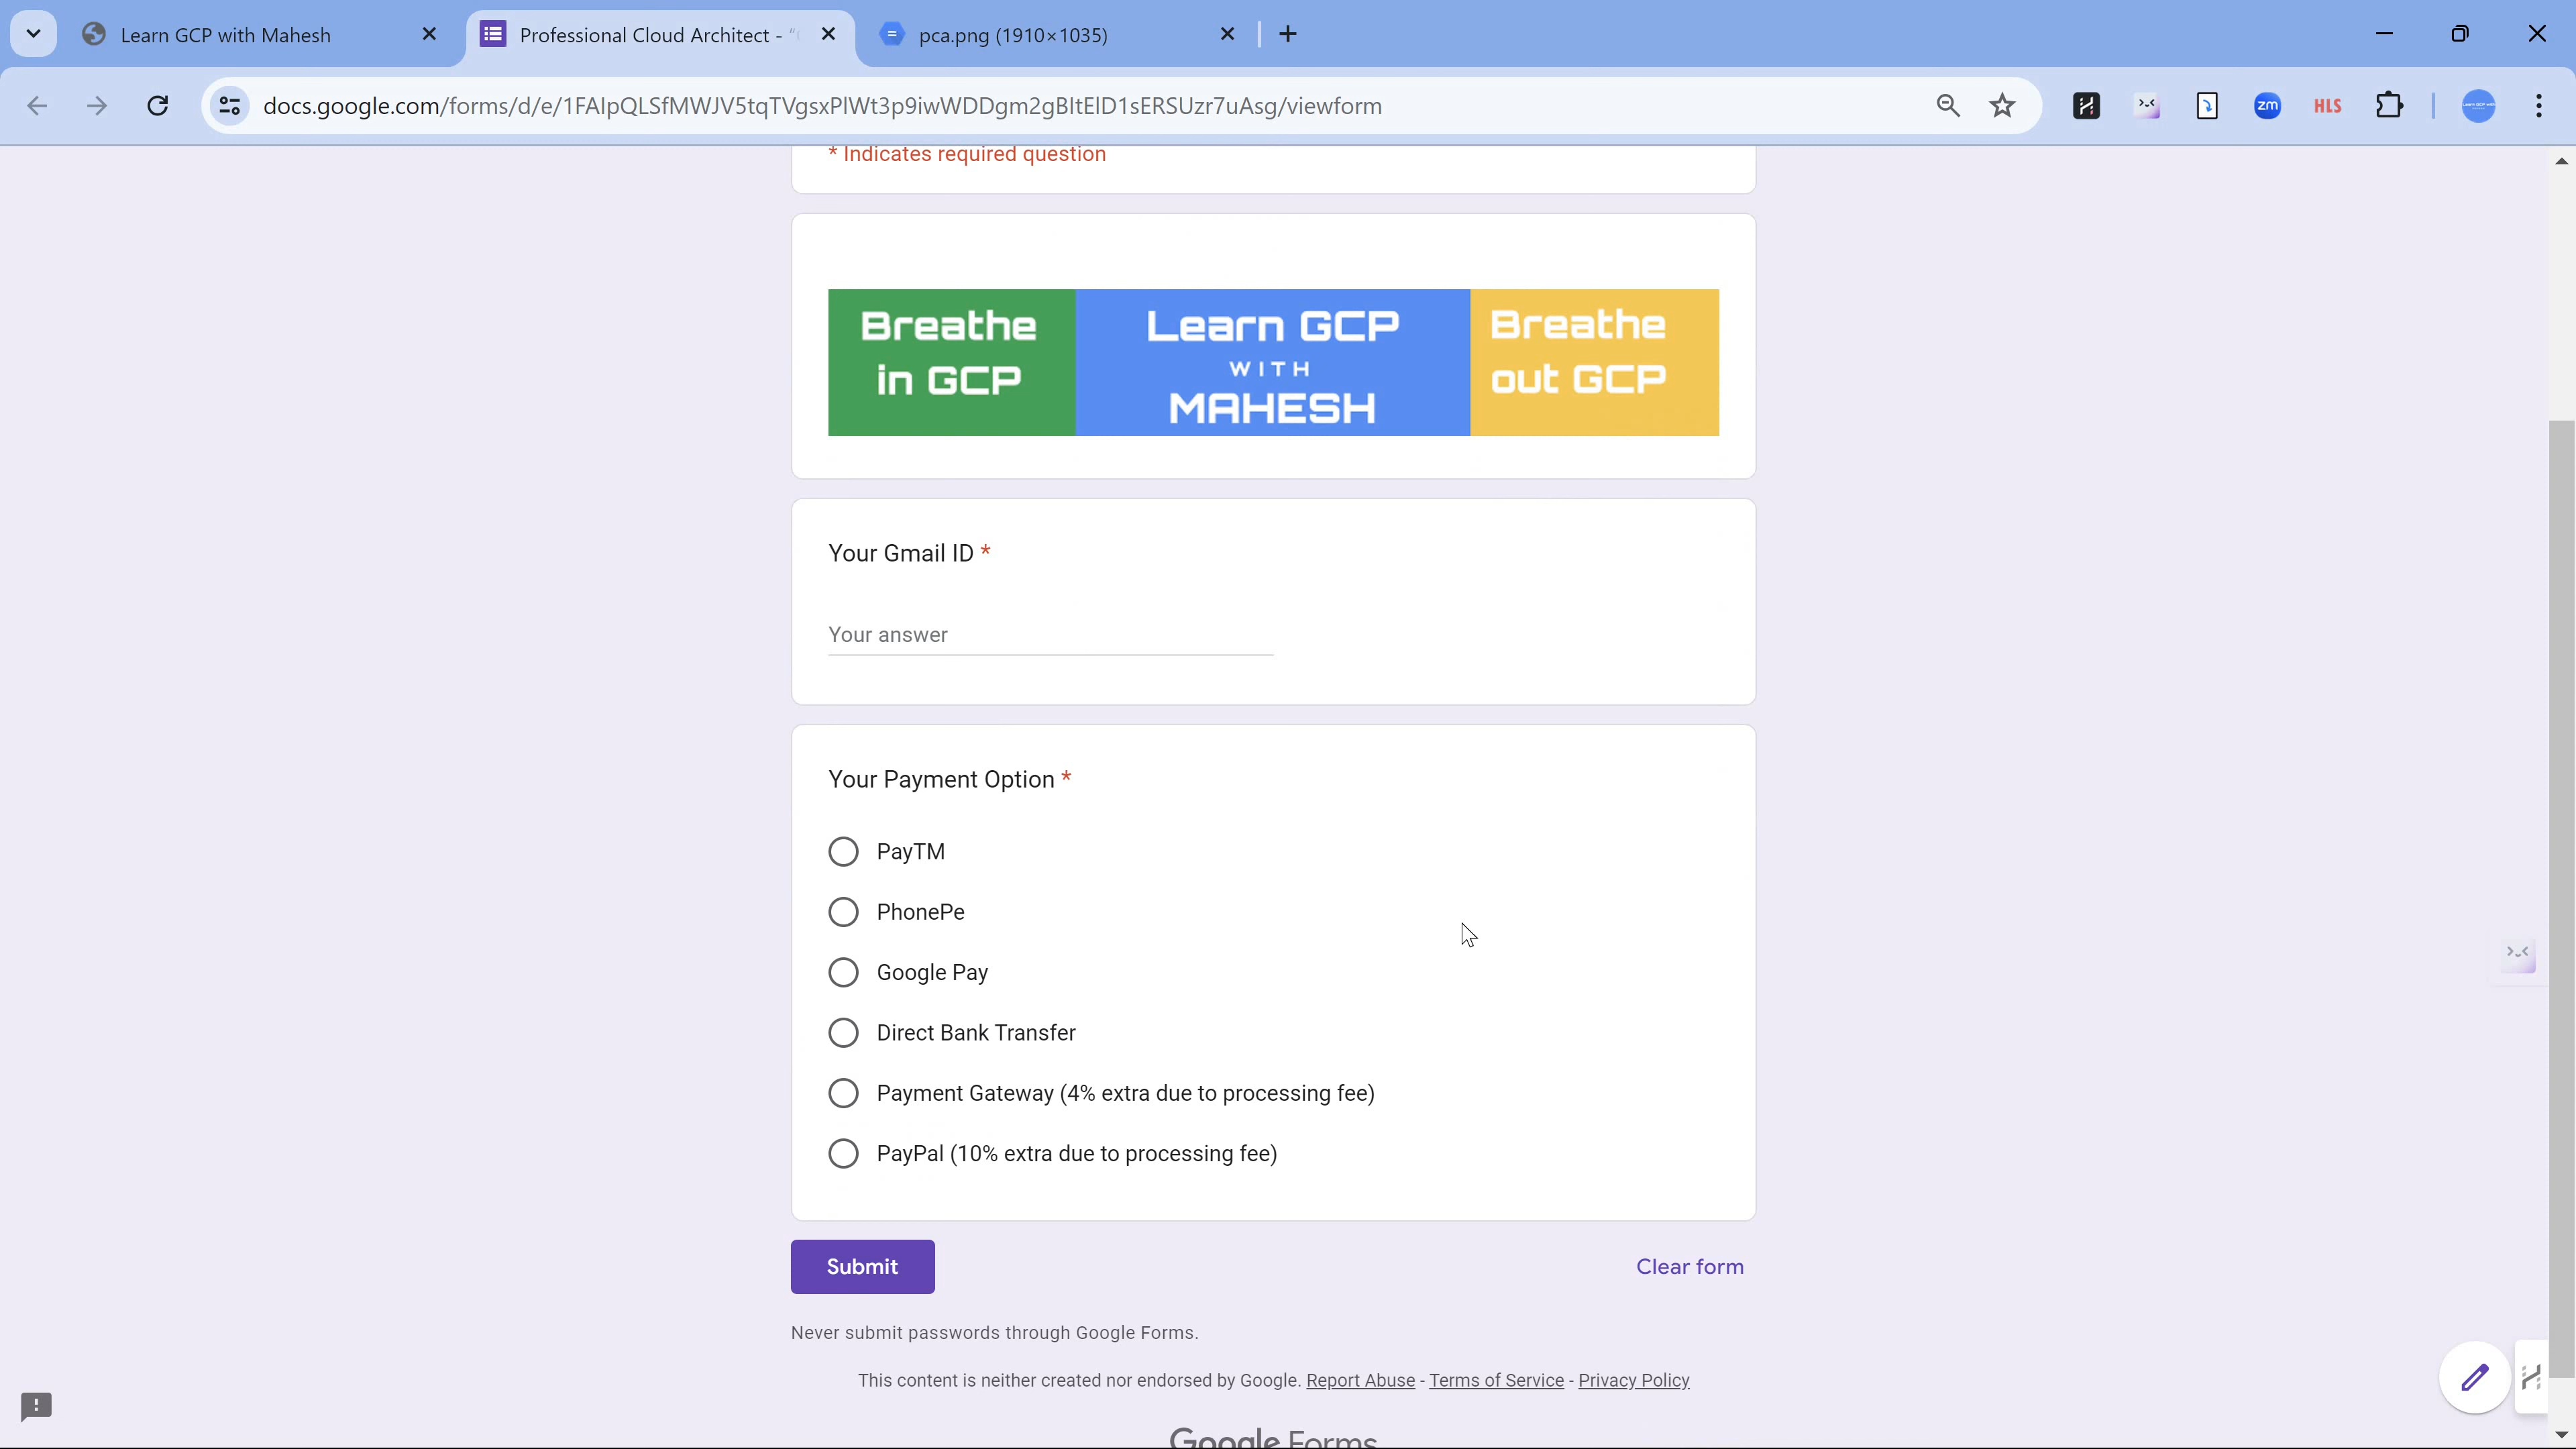 Learn GCP with Mahesh
Professional Cloud Architect - "
pca.png (1910×1035)
docs.google.com/forms/d/e/1FAIpQLSfMWJV5tqTVgsxPlWt3p9iwWDDgm2gBItElD1sERSUzr7uAsg/viewform
zm
HLS
* Indicates required question
Breathe
in GCP
Learn GCP
WITH
MAHESH
Breathe
out GCP
Your Gmail ID *
Your answer
Your Payment Option *
PayTM
PhonePe
Google Pay
Direct Bank Transfer
Payment Gateway (4% extra due to processing fee)
PayPal (10% extra due to processing fee)
Submit
Clear form
Never submit passwords through Google Forms.
This content is neither created nor endorsed by Google. Report Abuse - Terms of Service - Privacy Policy
Google Forms